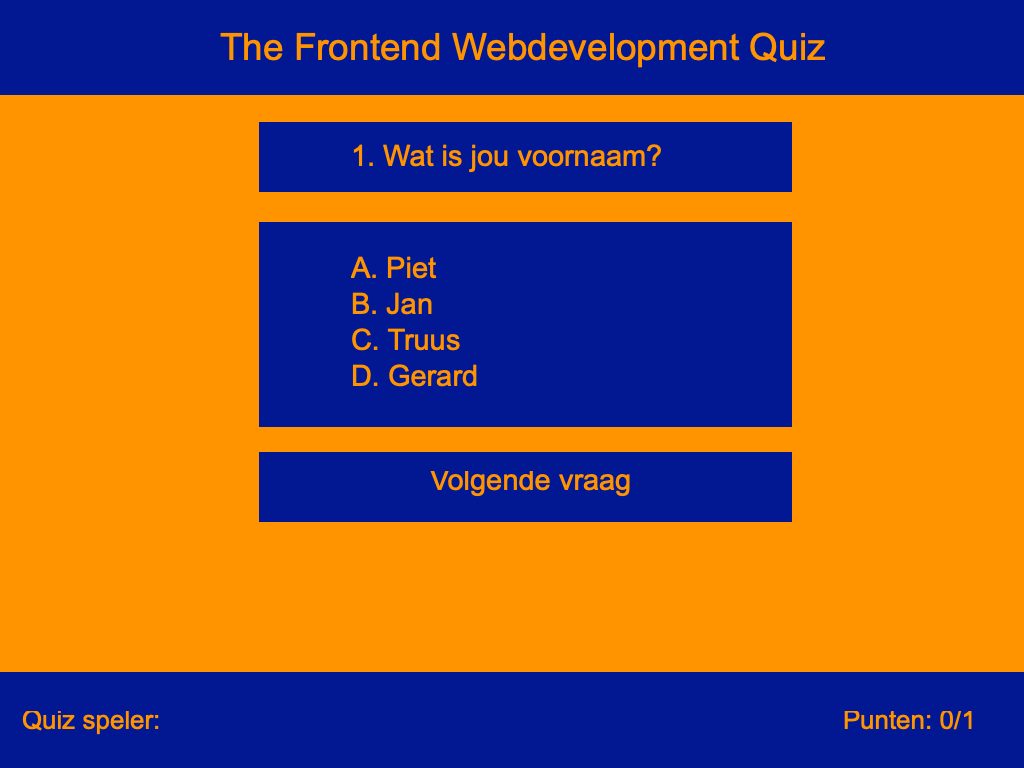 The Frontend Webdevelopment Quiz
1. Wat is jou voornaam?
A. Piet
B. Jan
C. Truus
D. Gerard
Volgende vraag
Quiz speler:
Punten: 0/1